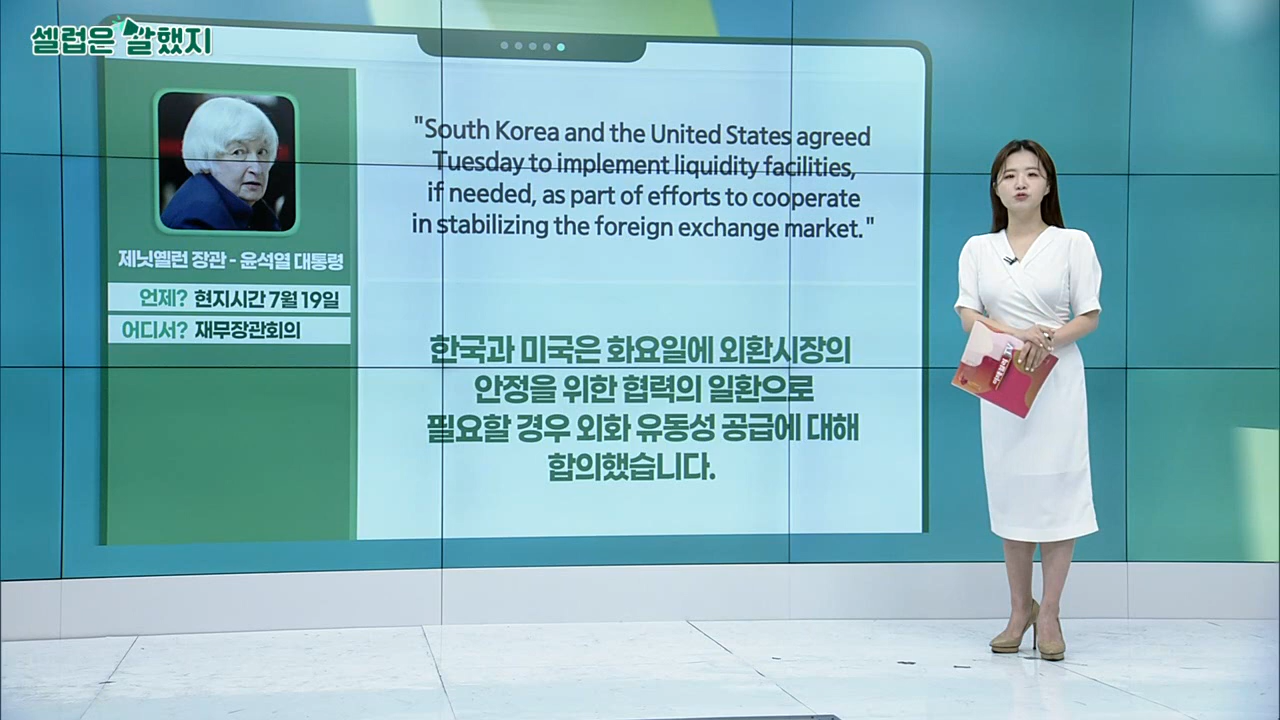 셀럽은 쏼했지
"South Korea and the United States agreed
Tuesday to implement liquidity facilities,
if needed, as part of efforts to cooperate
in stabilizing the foreign exchange market."
제닛옐런 장관 - 윤석열 대통령
언제? 현지시간 7월 19일
어디서? 재무장관회의
한국과 미국은 화요일에 외환시장의
안정을 위한 협력의 일환으로
필요할 경우 외화 유동성 공급에 대해
합의했습니다.